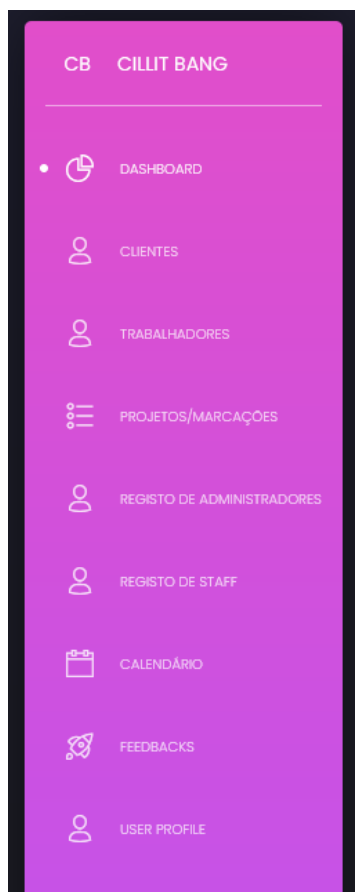 CB CILLIT BANG
DASHBOARD
CLIENTES
TRABALHADORES
PROJETOS/MARCAÇÕES
REGISTO DE ADMINISTRADORES
REGISTO DE STAFF
CALENDÁRIO
FEEDBACKS
USER PROFILE